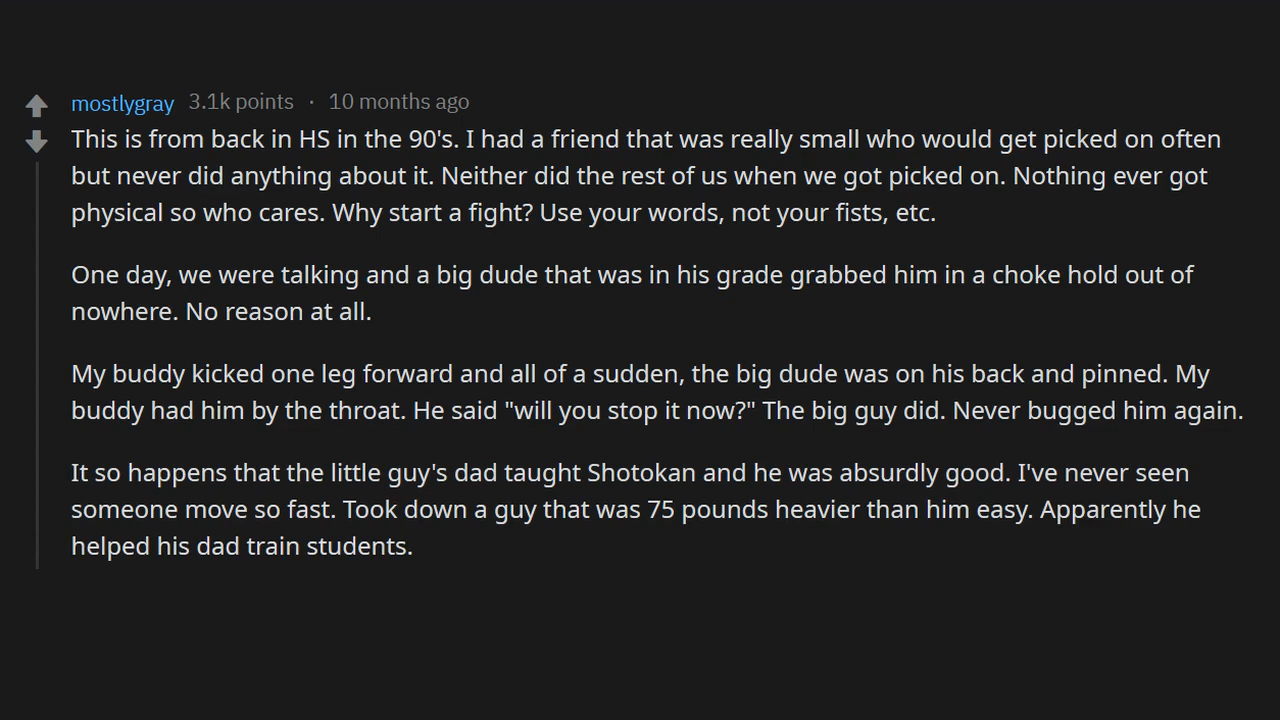 mostlygray 3.1k points · 10 months ago
This is from back in HS in the 90's. I had a friend that was really small who would get picked on often
but never did anything about it. Neither did the rest of us when we got picked on. Nothing ever got
physical so who cares. Why start a fight? Use your words, not your fists, etc.
One day, we were talking and a big dude that was in his grade grabbed him in a choke hold out of
nowhere. No reason at all.
My buddy kicked one leg forward and all of a sudden, the big dude was on his back and pinned. My
buddy had him by the throat. He said "will you stop it now?" The big guy did. Never bugged him again.
It so happens that the little guy's dad taught Shotokan and he was absurdly good. I've never seen
someone move so fast. Took down a guy that was 75 pounds heavier than him easy. Apparently he
helped his dad train students.